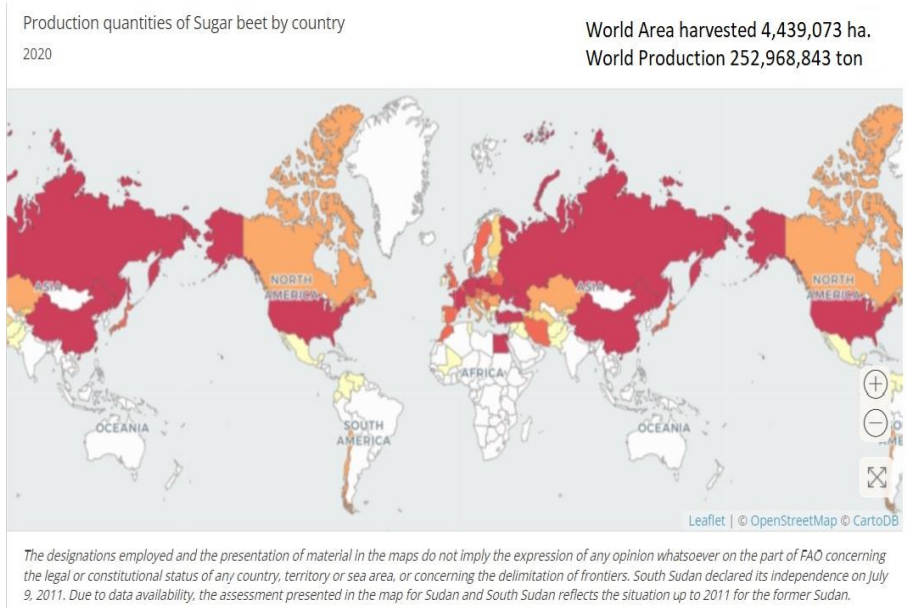 Production quantities of Sugar beet by country
2020
World Area harvested 4,439,073 ha.
World Production 252,968,843 ton
ASIA
NORTH
AMERICA
AFRICA
OCEANIA
SOUTH
AMERICA
ASIA
OCEANIA
NORTH
AMERICA
Leaflet | © OpenStreetMap © CartoDB
The designations employed and the presentation of material in the maps do not imply the expression of any opinion whatsoever on the part of FAO concerning
the legal or constitutional status of any country, territory or sea area, or concerning the delimitation of frontiers. South Sudan declared its independence on July
9, 2011. Due to data availability, the assessment presented in the map for Sudan and South Sudan reflects the situation up to 2011 for the former Sudan.